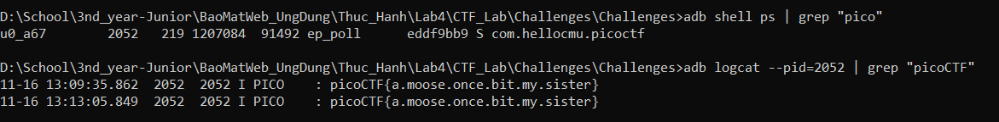 D:\School\3nd_year-Junior\BaoMatWeb_UngDung\Thuc_Hanh\Lab4\CTF_Lab\Challenges\Challenges>adb shell ps | grep "pico"
u0_a67        2052   219 1207084  91492 ep_poll      eddf9bb9 S com.hellocmu.picoctf
D:\School\3nd_year-Junior\BaoMatWeb_UngDung\Thuc_Hanh\Lab4\CTF_Lab\Challenges\Challenges>adb logcat --pid=2052 | grep "picoCTF"
11-16 13:09:35.862  2052  2052 I PICO    : picoCTF{a.moose.once.bit.my.sister}
11-16 13:13:05.849  2052  2052 I PICO    : picoCTF{a.moose.once.bit.my.sister}